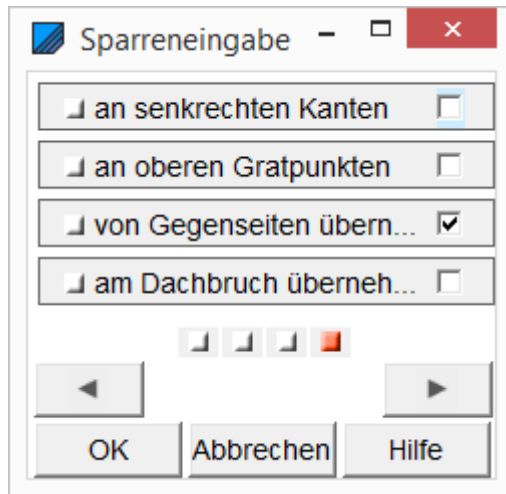 Sparreneingabe
an senkrechten Kanten
an oberen Gratpunkten
von Gegenseiten übern...
am Dachbruch überneh...
OK Abbrechen Hilfe